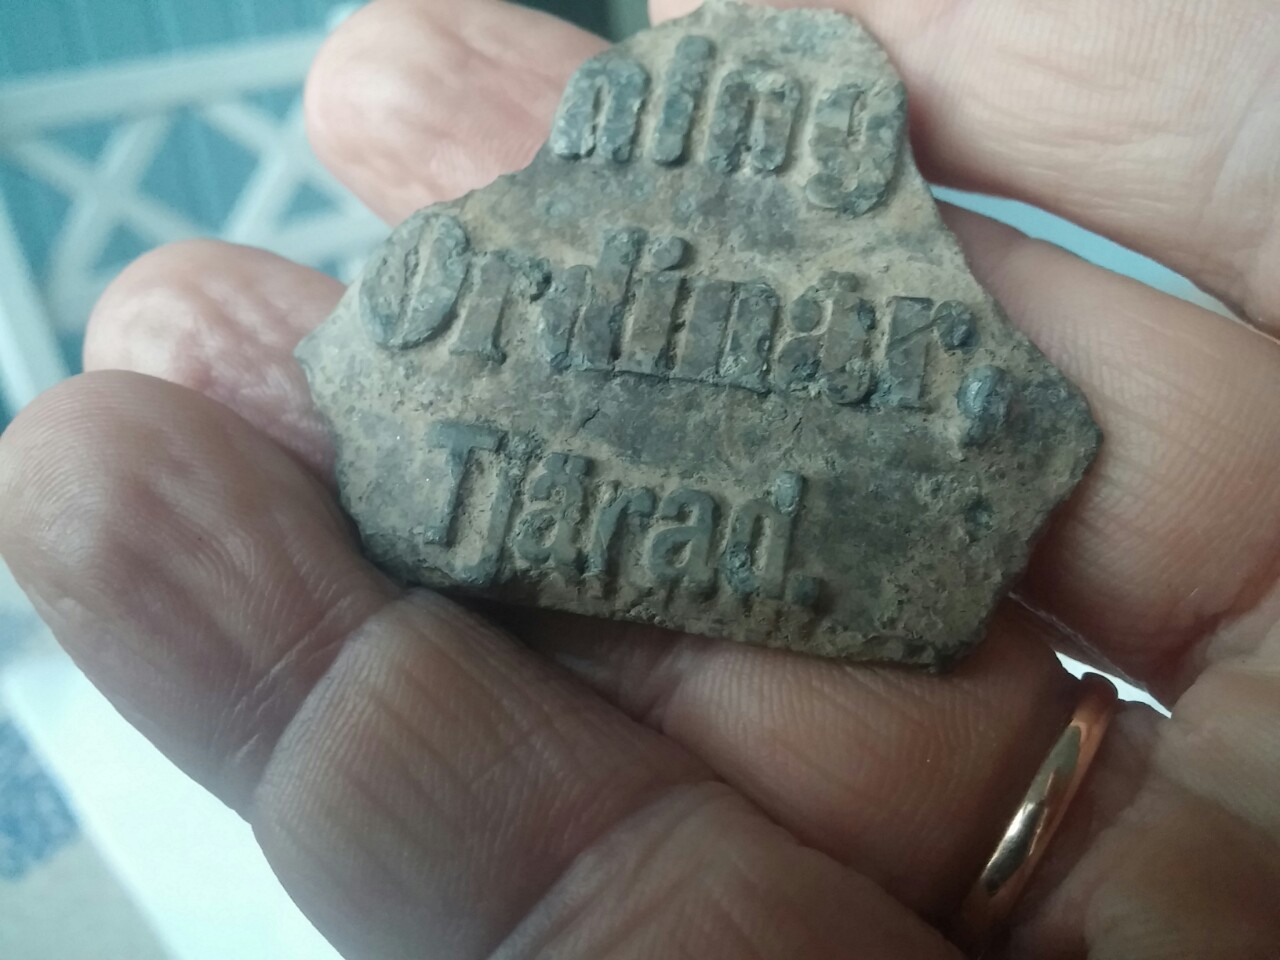 ning
Ordinär,
Tjärad.